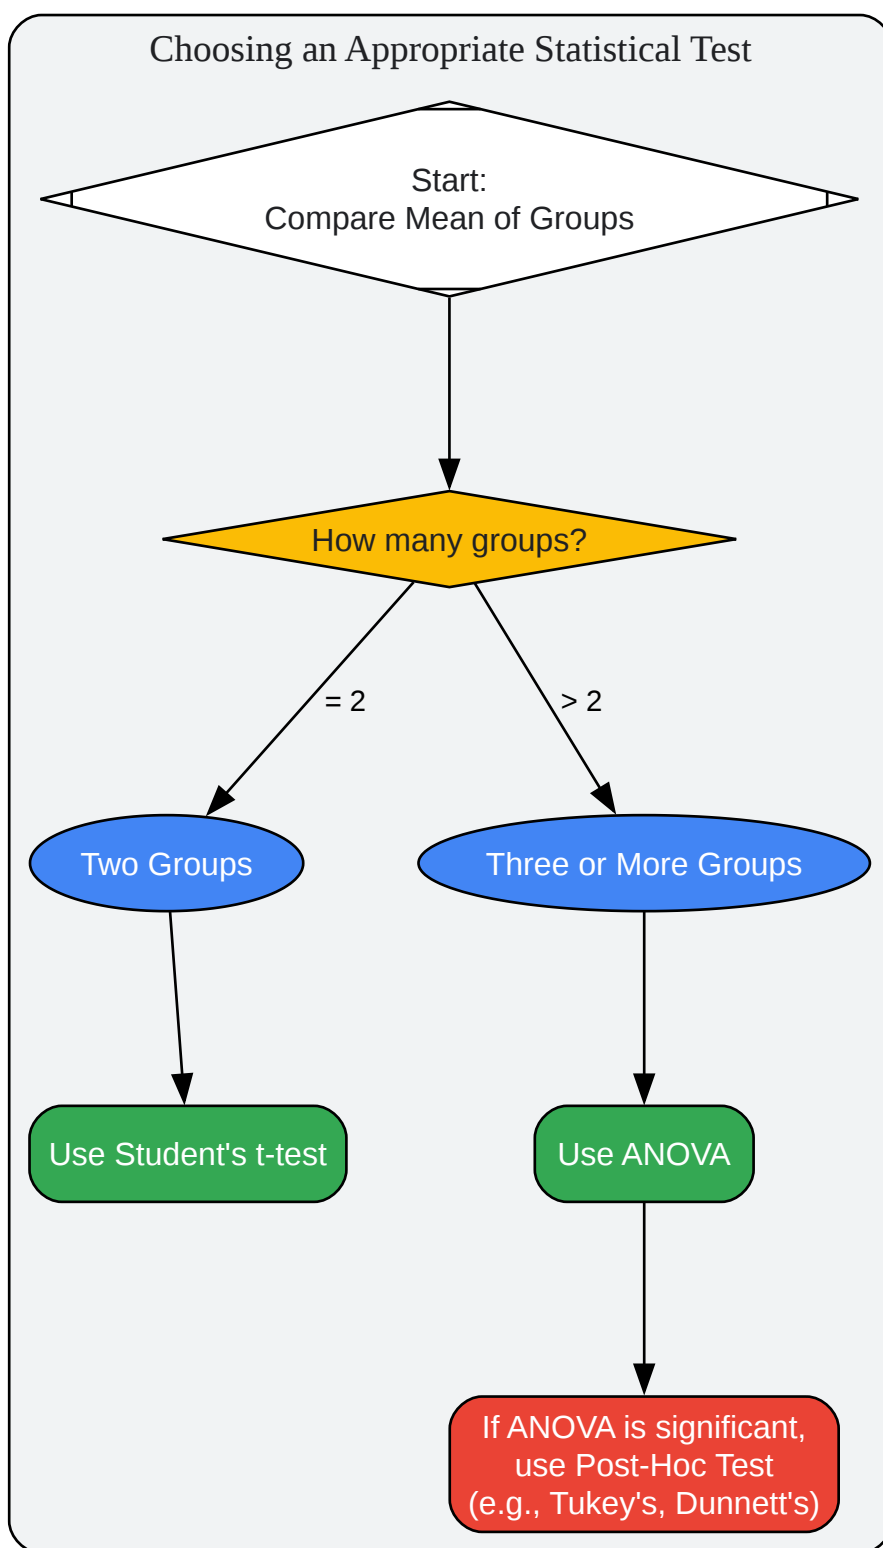 Choosing an Appropriate Statistical Test
Start:
Compare Mean of Groups
How many groups?
= 2
> 2
Two Groups
Three or More Groups
Use Student's t-test
Use ANOVA
If ANOVA is significant,
use Post-Hoc Test
(e.g., Tukey's, Dunnett's)